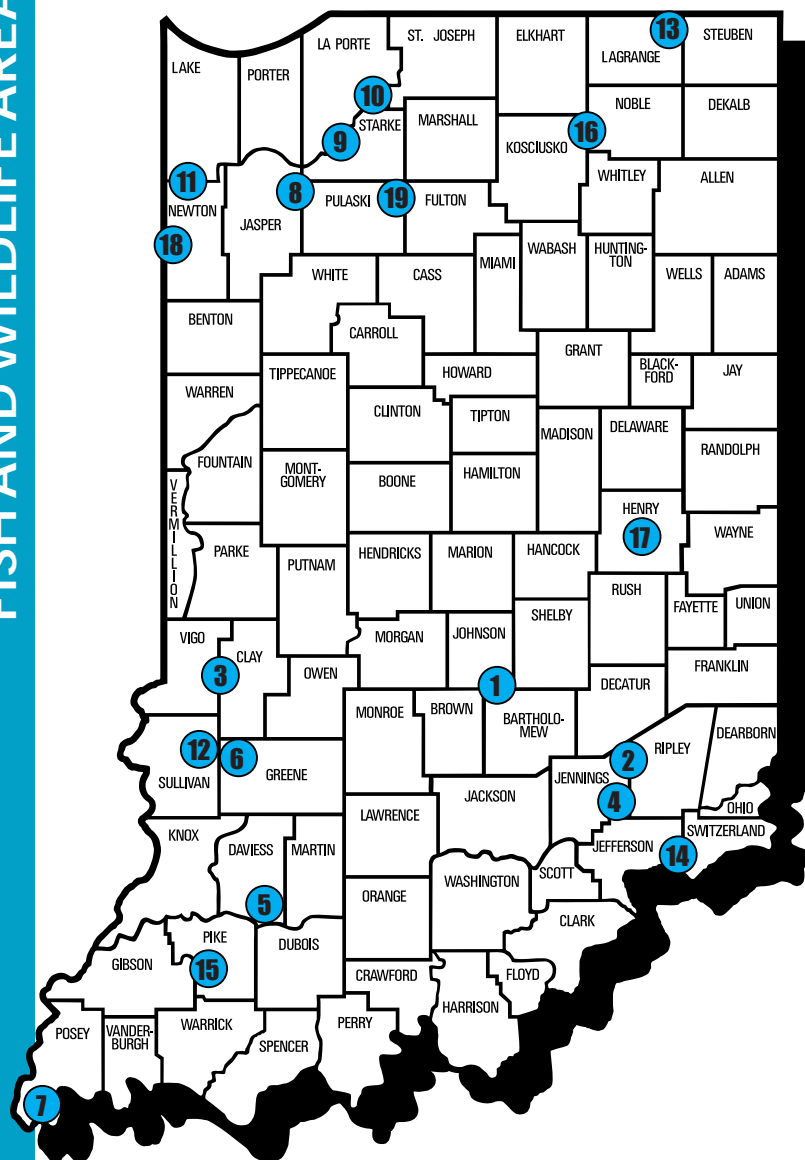 FISH AND WILDLIFE AREA
LAKE
PORTER
LA PORTE
ST. JOSEPH
ELKHART
13
LAGRANGE
STEUBEN
10
STARKE
9
MARSHALL
16
KOSCIUSKO
NOBLE
DEKALB
11
NEWTON
18
8
JASPER
PULASKI
19
FULTON
WHITLEY
ALLEN
WHITE
CASS
MIAMI
WABASH
HUNTING-
TON
WELLS
ADAMS
BENTON
CARROLL
GRANT
BLACK-
FORD
JAY
WARREN
TIPPECANOE
HOWARD
CLINTON
TIPTON
MADISON
DELAWARE
RANDOLPH
FOUNTAIN
MONT-
GOMERY
BOONE
HAMILTON
VERMILLION
HENRY
17
WAYNE
PARKE
PUTNAM
HENDRICKS
MARION
HANCOCK
RUSH
FAYETTE
UNION
VIGO
3
CLAY
OWEN
MORGAN
JOHNSON
SHELBY
1
DECATUR
FRANKLIN
MONROE
BROWN
BARTHOLO-
MEW
12
SULLIVAN
6
GREENE
2
RIPLEY
DEARBORN
JENNINGS
4
OHIO
KNOX
DAVIESS
MARTIN
LAWRENCE
JACKSON
JEFFERSON
14
SWITZERLAND
5
ORANGE
WASHINGTON
SCOTT
CLARK
GIBSON
PIKE
15
DUBOIS
CRAWFORD
HARRISON
FLOYD
POSEY
VANDER-
BURGH
WARRICK
SPENCER
PERRY
7